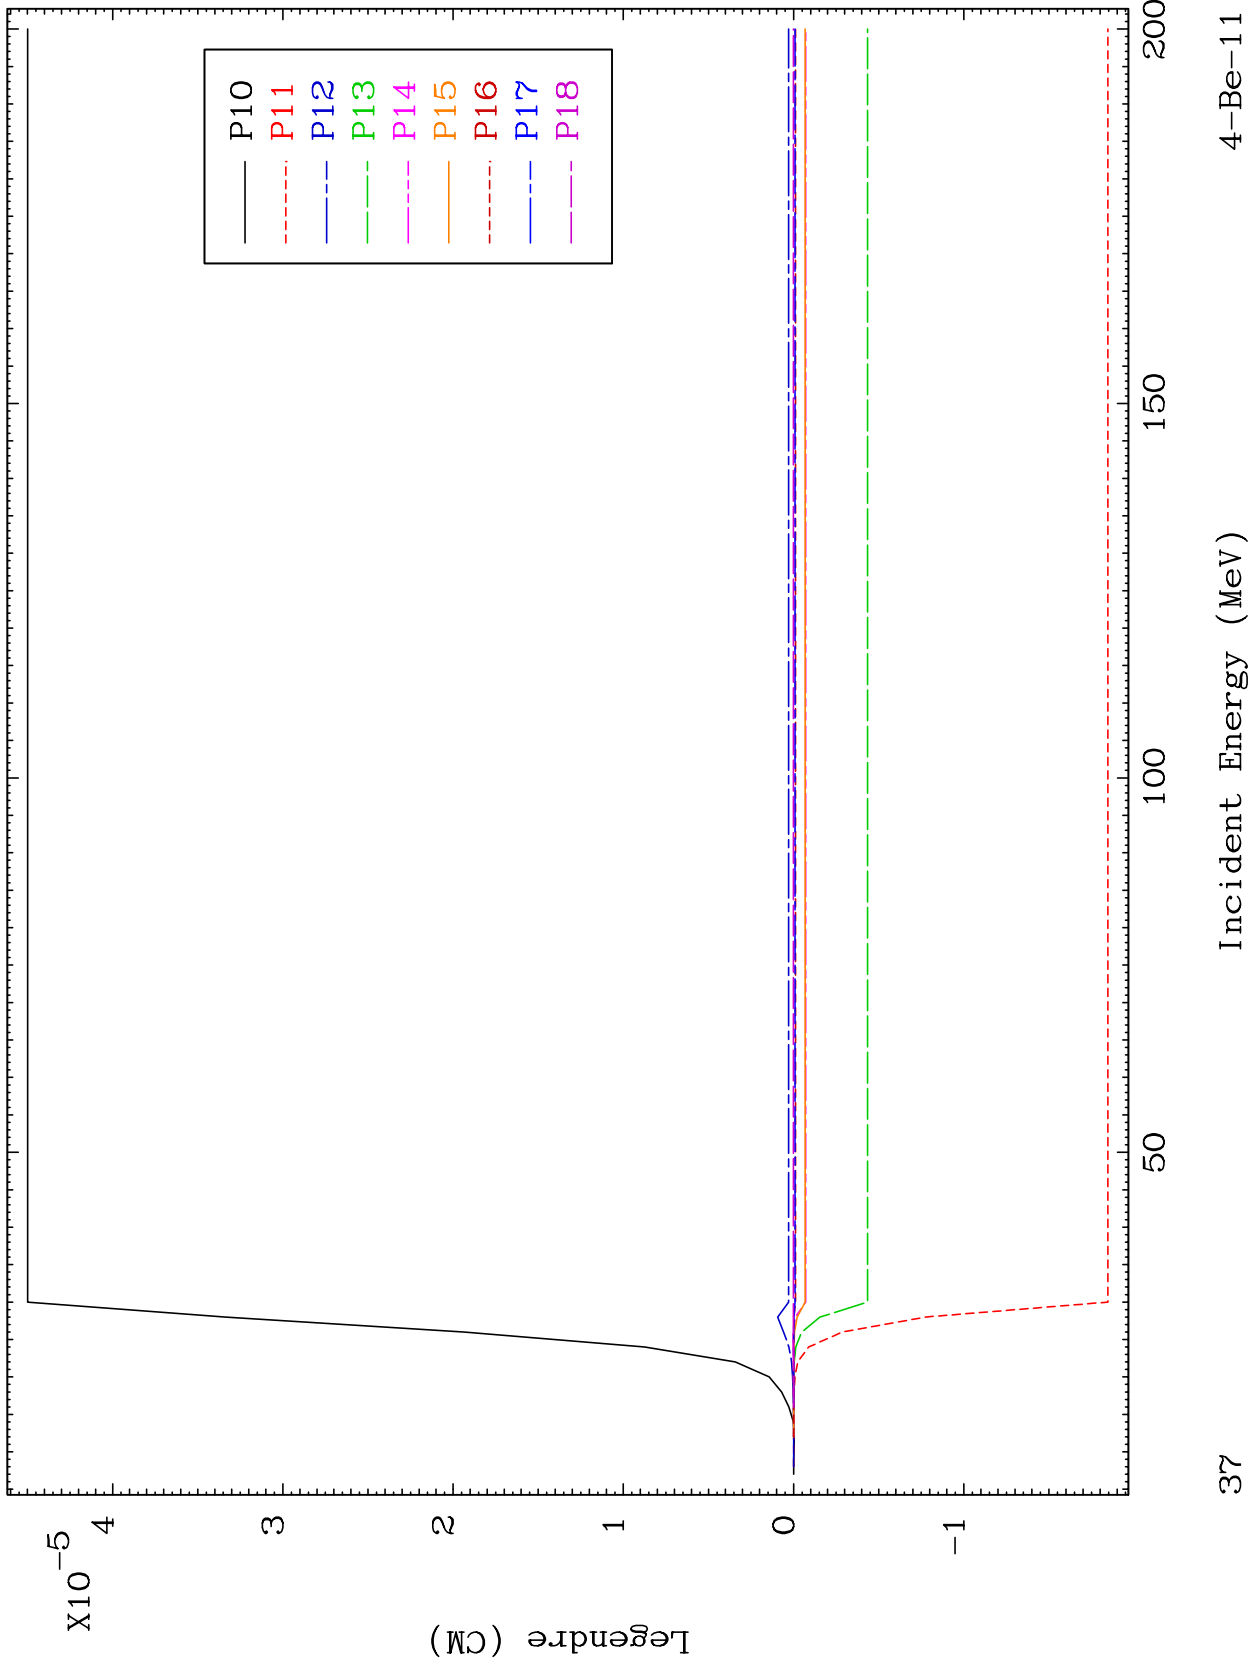 X10-5
4
3
2
1
0
-1
Legendre (CM)
P10
P11
P12
P13
P14
P15
P16
P17
P18
50
100
150
200
Incident Energy (MeV)
37
4-Be-11